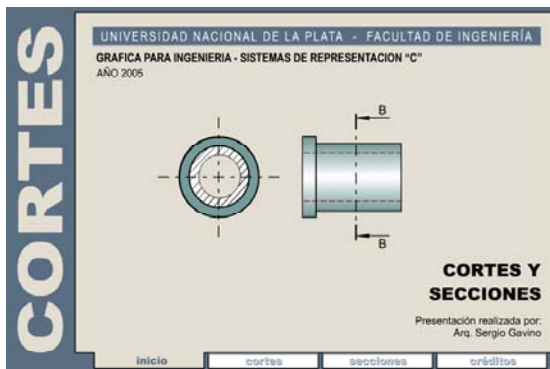 CORTES
UNIVERSIDAD NACIONAL DE LA PLATA - FACULTAD DE INGENIERÍA
GRAFICA PARA INGENIERIA - SISTEMAS DE REPRESENTACION "C"
AÑO 2005
B
B
CORTES Y
SECCIONES
Presentación realizada por:
Arq. Sergio Gavino
inicio
cortes
secciones
créditos